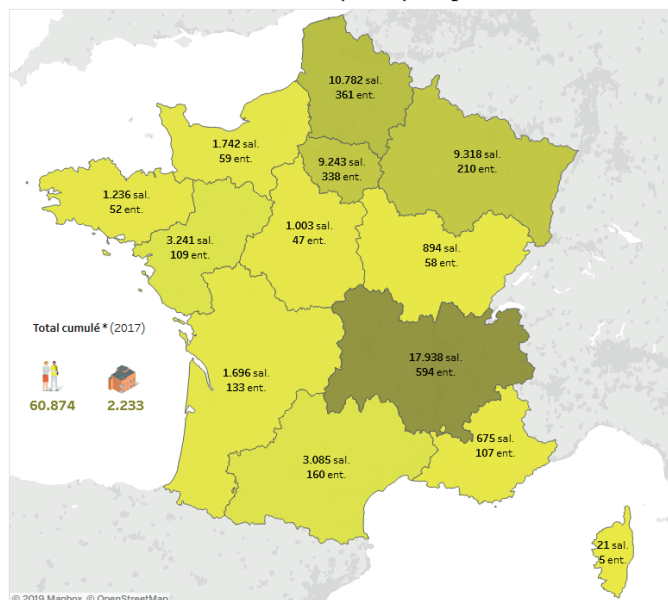 10.782 sal.
361 ent.
1.742 sal.
59 ent.
9.243 sal.
338 ent.
9.318 sal.
210 ent.
1.236 sal.
52 ent.
3.241 sal.
109 ent.
1.003 sal.
47 ent.
894 sal.
58 ent.
Total cumulé * (2017)
60.874
2.233
1.696 sal.
133 ent.
17.938 sal.
594 ent.
3.085 sal.
160 ent.
675 sal.
107 ent.
21 sal.
5 ent.
© 2019 Mapbox © OpenStreetMap